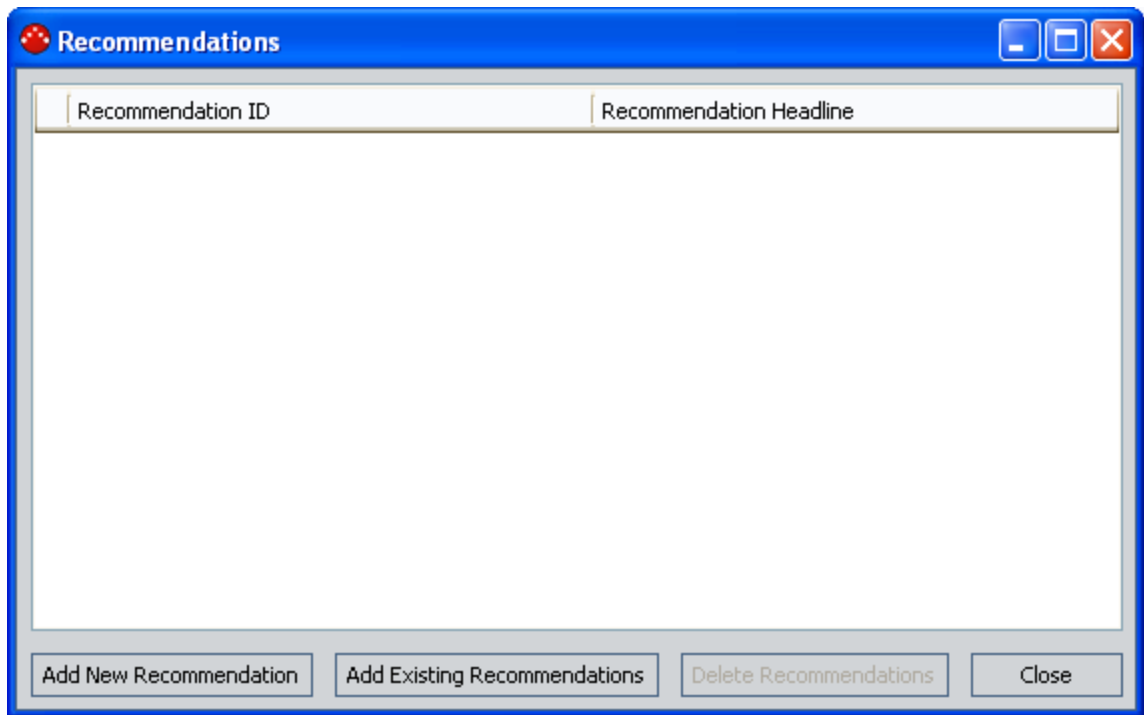 Recommendations
Recommendation ID Recommendation Headline
Add New Recommendation Add Existing Recommendations Delete Recommendations Close